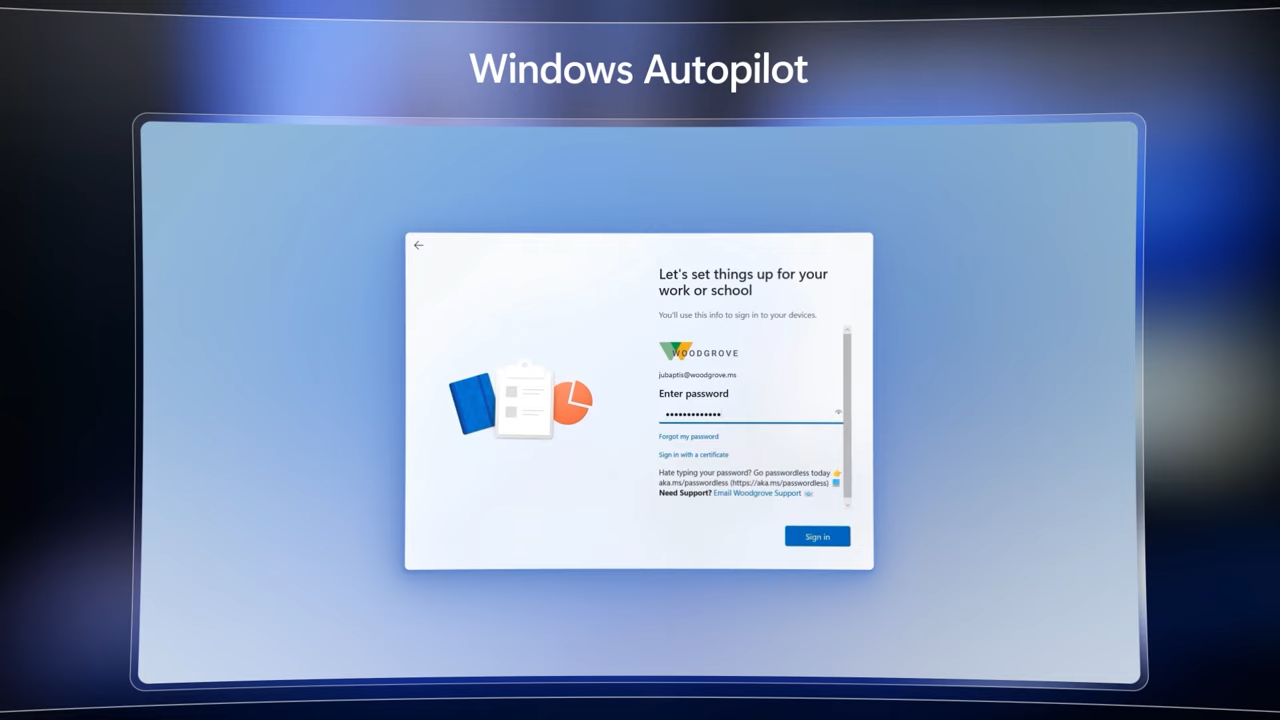 Windows Autopilot
Let's set things up for your
work or school
You'll use this info to sign in to your devices.
WOODGROVE
jubaptis@woodgrove.ms
Enter password
•••••••••••••
Forgot my password
Sign in with a certificate
Hate typing your password? Go passwordless today 👉
aka.ms/passwordless (https://aka.ms/passwordless)
Need Support? Email Woodgrove Support
Sign in